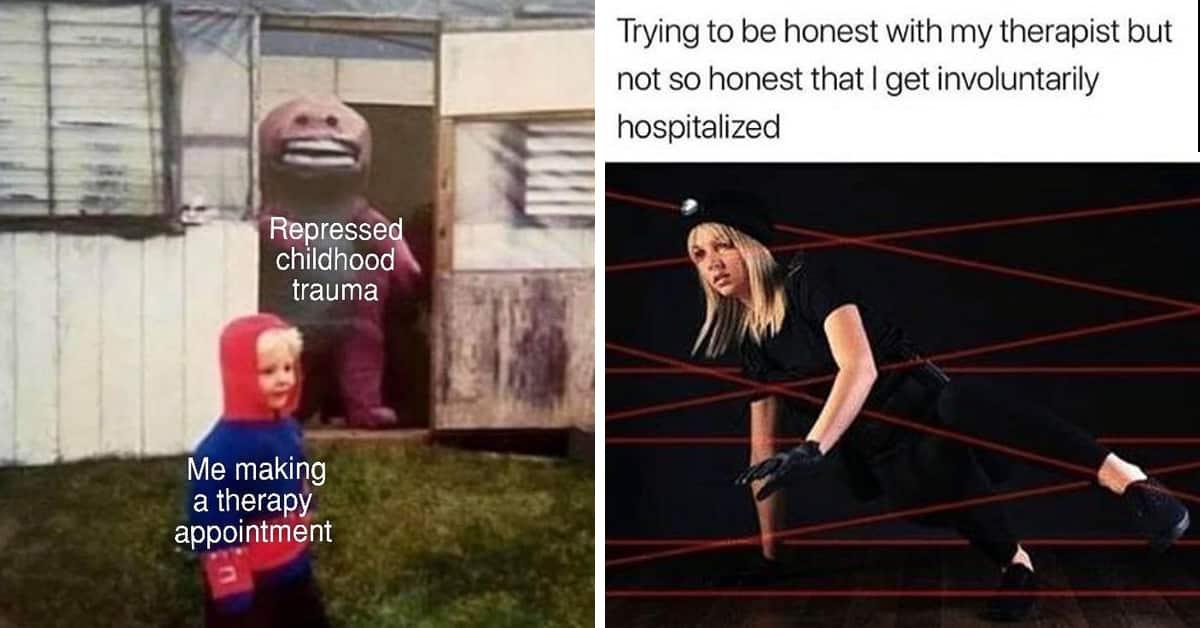 Repressed
childhood
trauma
Me making
a therapy
appointment
Trying to be honest with my therapist but
not so honest that I get involuntarily
hospitalized